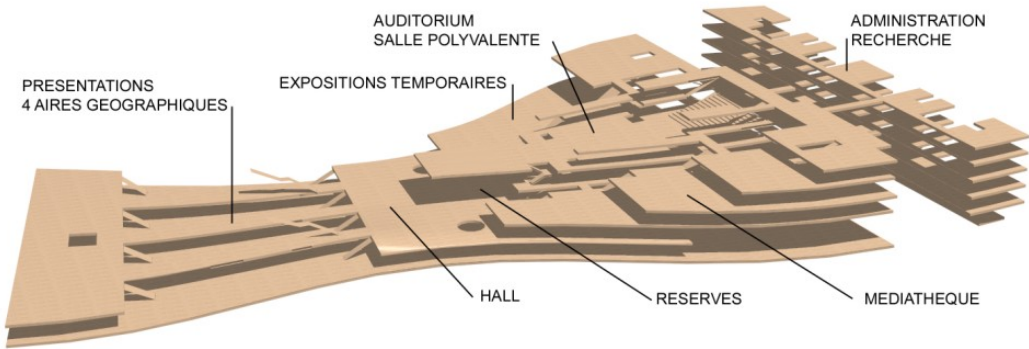 AUDITORIUM
SALLE POLYVALENTE
ADMINISTRATION
RECHERCHE
PRESENTATIONS
4 AIRES GEOGRAPHIQUES
EXPOSITIONS TEMPORAIRES
HALL
RESERVES
MEDIATHEQUE